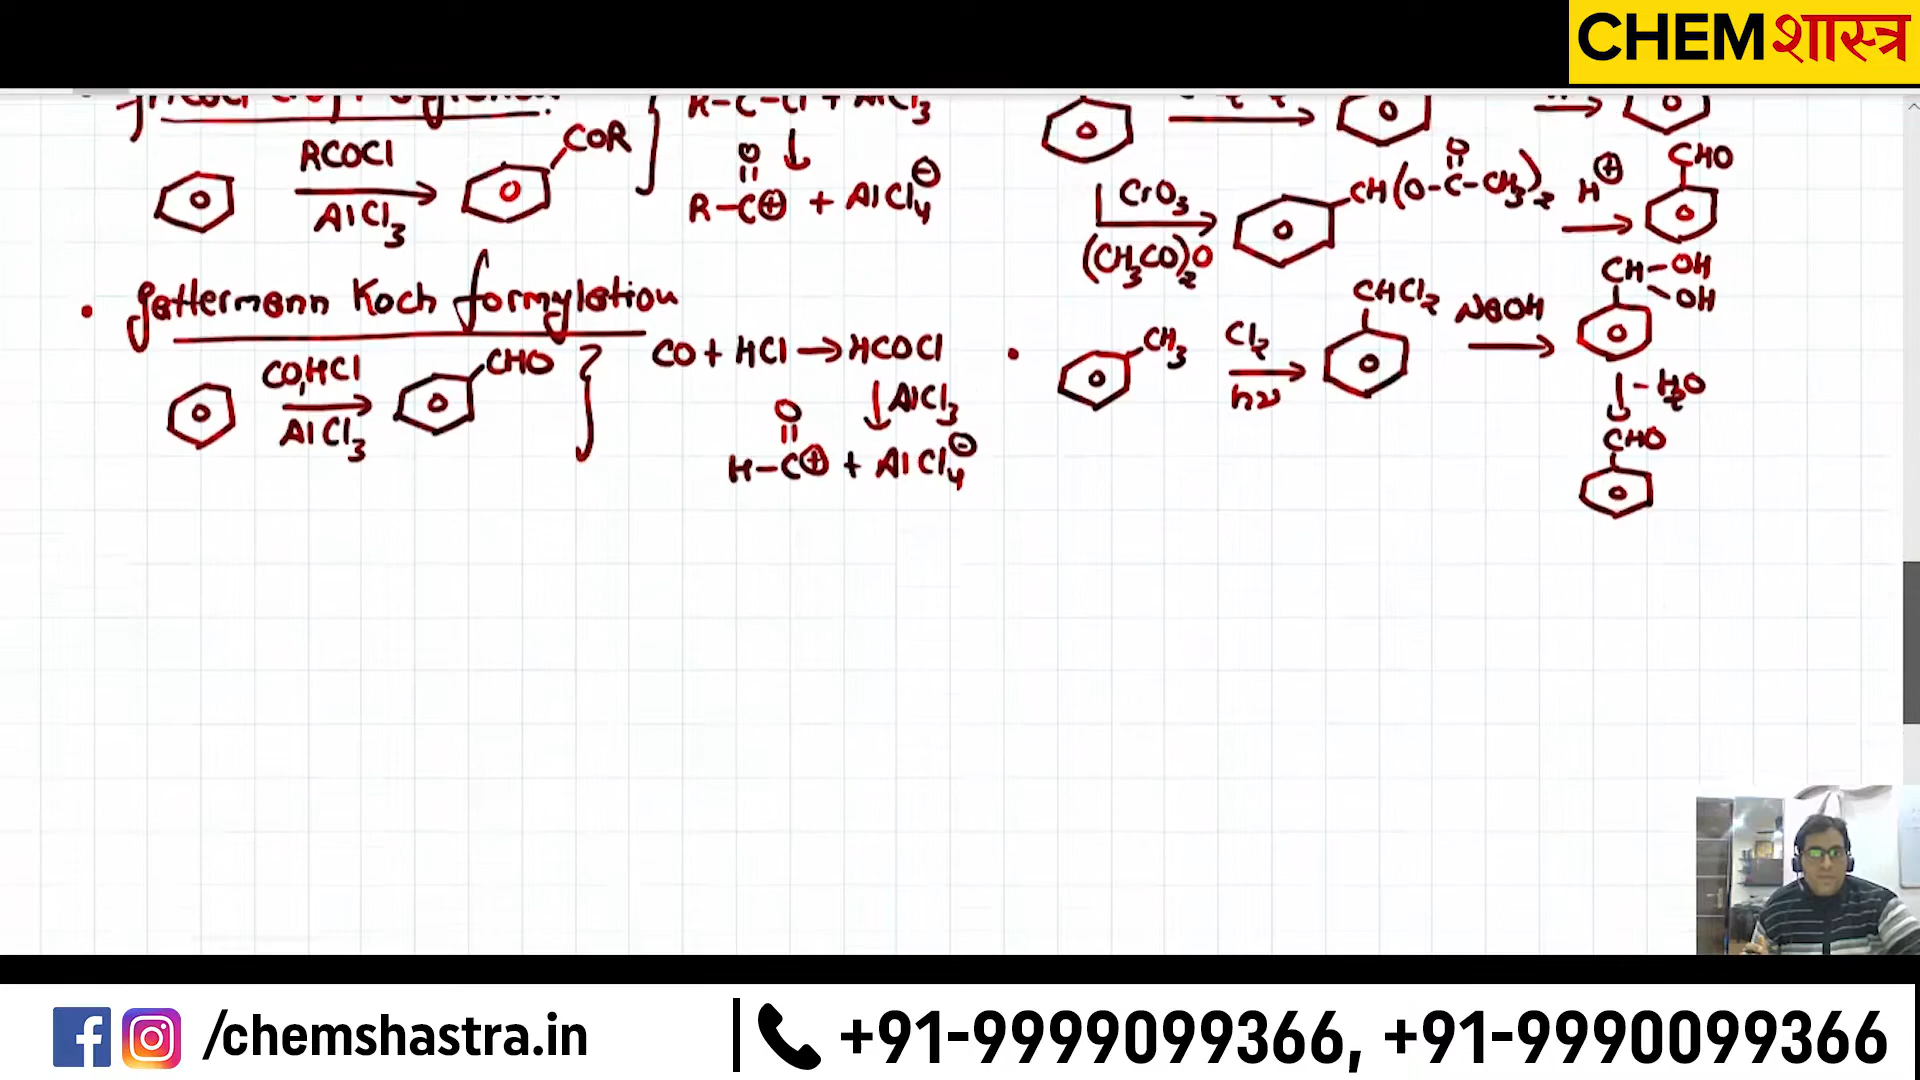 CHEMशास्त्र
RCOCl
AlCl₃
COR
R-C-Cl + AlCl₃
O
R-C⊕ + AlCl₄⊖
• Gattermann Koch formylation
CO, HCl
AlCl₃
CHO
CO + HCl → HCOCl
↓ AlCl₃
O
H-C⊕ + AlCl₄⊖
CrO₃
(CH₃CO)₂O
CH(O-C-CH₃)₂
O
H⊕
CHO
• CH₃
Cl₂
hν
CHCl₂
NaOH
CH-OH
OH
↓ -H₂O
CHO
/chemshastra.in | +91-9999099366, +91-9990099366